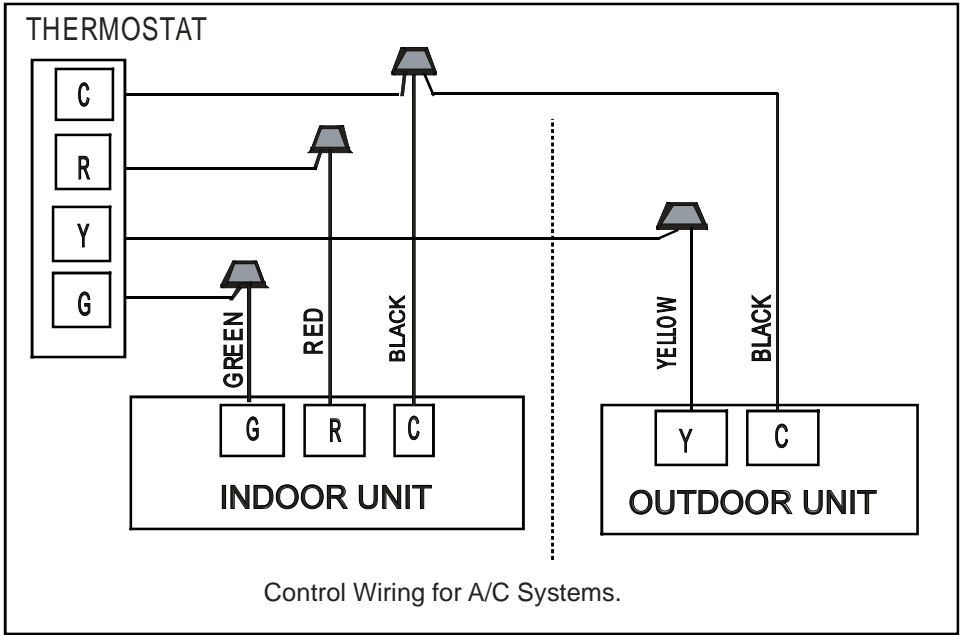 THERMOSTAT
C
R
Y
G
GREEN
RED
BLACK
YELLOW
BLACK
G
R
C
INDOOR UNIT
Y
C
OUTDOOR UNIT
Control Wiring for A/C Systems.